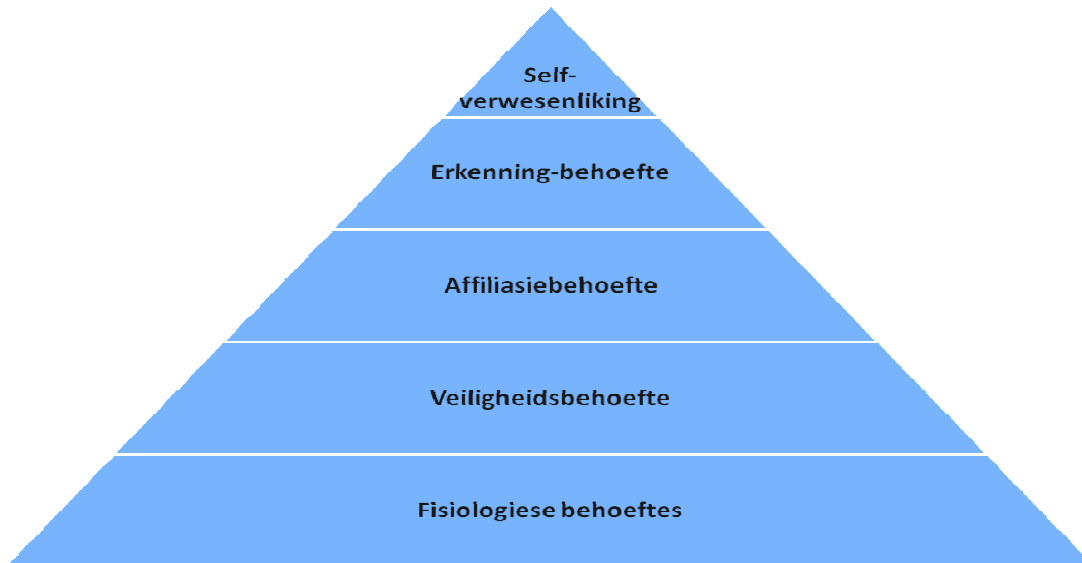 Self-
verwesenliking
Erkenning-behoefte
Affiliasiebehoefte
Veiligheidsbehoefte
Fisiologiese behoeftes